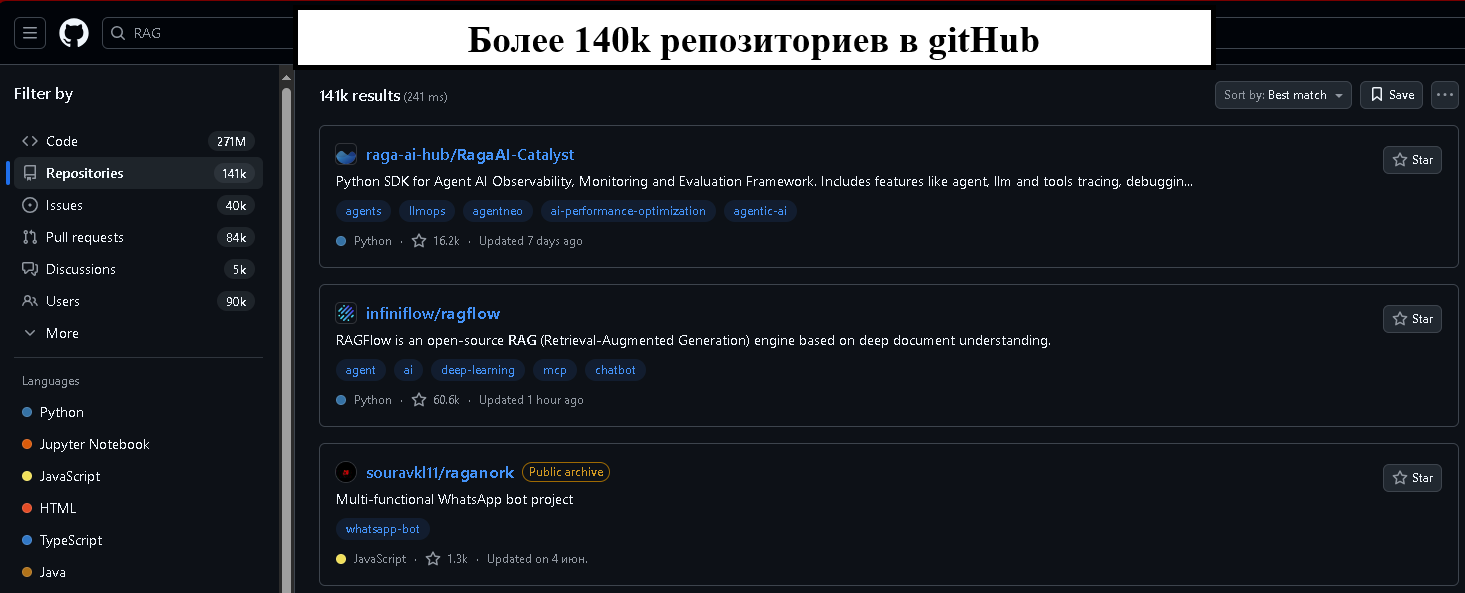 RAG
Более 140k репозиториев в gitHub
Filter by
Code 271M
Repositories 141k
Issues 40k
Pull requests 84k
Discussions 5k
Users 90k
More
Languages
Python
Jupyter Notebook
JavaScript
HTML
TypeScript
Java
141k results (241 ms)
Sort by: Best match
Save
raga-ai-hub/RagaAI-Catalyst
Star
Python SDK for Agent AI Observability, Monitoring and Evaluation Framework. Includes features like agent, llm and tools tracing, debuggin...
agents llmops agentneo ai-performance-optimization agentic-ai
Python · 16.2k · Updated 7 days ago
infiniflow/ragflow
Star
RAGFlow is an open-source RAG (Retrieval-Augmented Generation) engine based on deep document understanding.
agent ai deep-learning mcp chatbot
Python · 60.6k · Updated 1 hour ago
souravkl11/raganork Public archive
Star
Multi-functional WhatsApp bot project
whatsapp-bot
JavaScript · 1.3k · Updated on 4 июн.